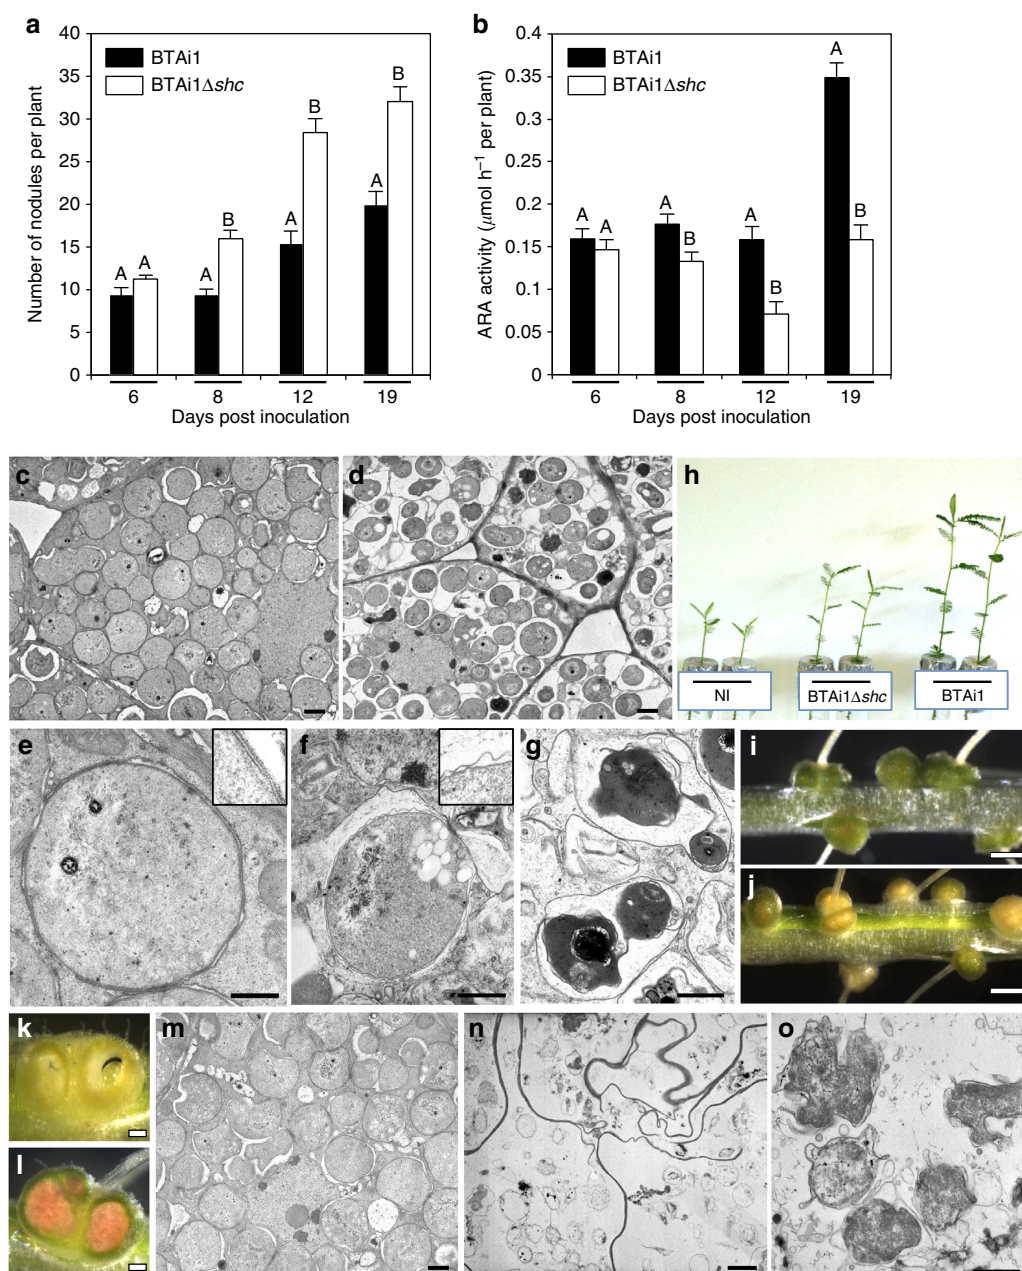 a
40
35
30
25
20
15
10
5
0
Number of nodules per plant
BTAi1
BTAi1Δshc
A A
A B
A B
A B
6 8 12 19
Days post inoculation
b
0.4
0.35
0.3
0.25
0.2
0.15
0.1
0.05
0
ARA activity (μmol h⁻¹ per plant)
BTAi1
BTAi1Δshc
A A
A B
A B
A B
6 8 12 19
Days post inoculation
c
d
h
NI
BTAi1Δshc
BTAi1
e
f
g
i
j
k
l
m
n
o